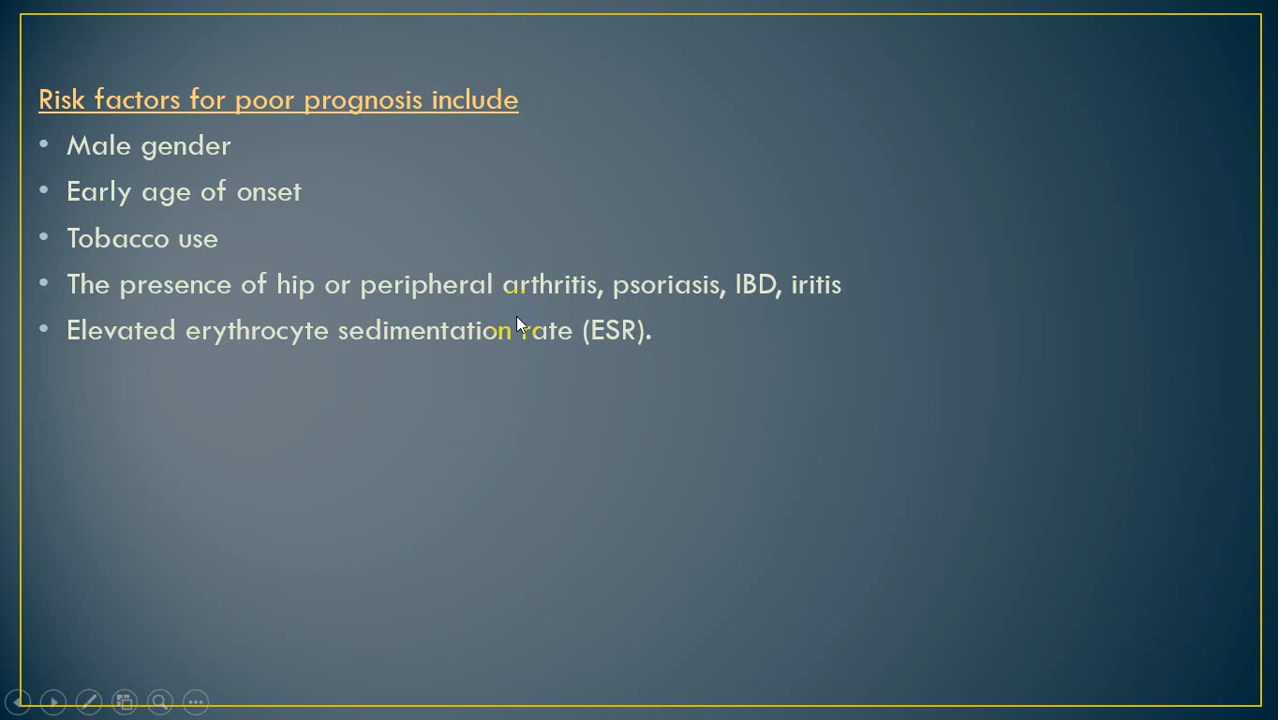 Risk factors for poor prognosis include
• Male gender
• Early age of onset
• Tobacco use
• The presence of hip or peripheral arthritis, psoriasis, IBD, iritis
• Elevated erythrocyte sedimentation rate (ESR).